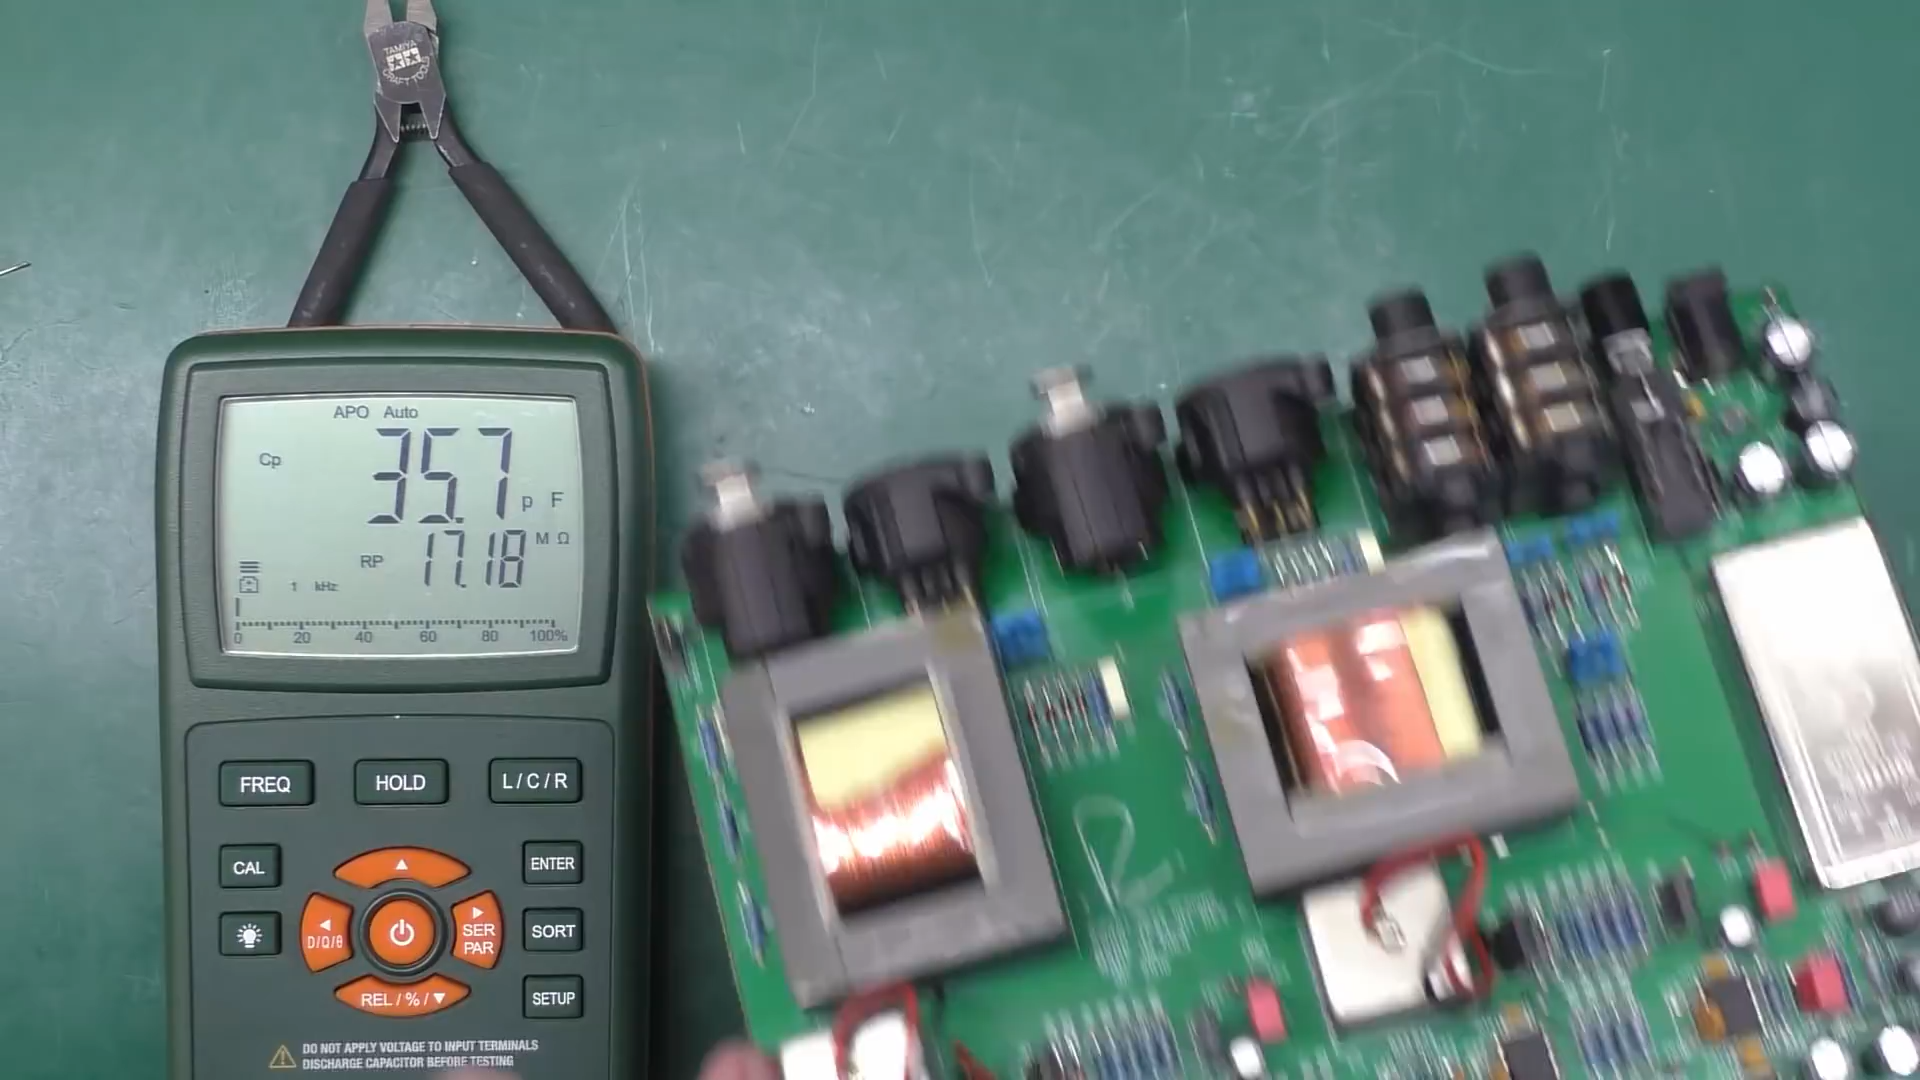 TAMIYA
CRAFT TOOLS
APO Auto
Cp 35.7 p F
RP 17.18 M Ω
1 kHz
0 20 40 60 80 100%
FREQ HOLD L / C / R
CAL ENTER
D/Q/θ SER PAR SORT
REL / % / ▼ SETUP
DO NOT APPLY VOLTAGE TO INPUT TERMINALS
DISCHARGE CAPACITOR BEFORE TESTING